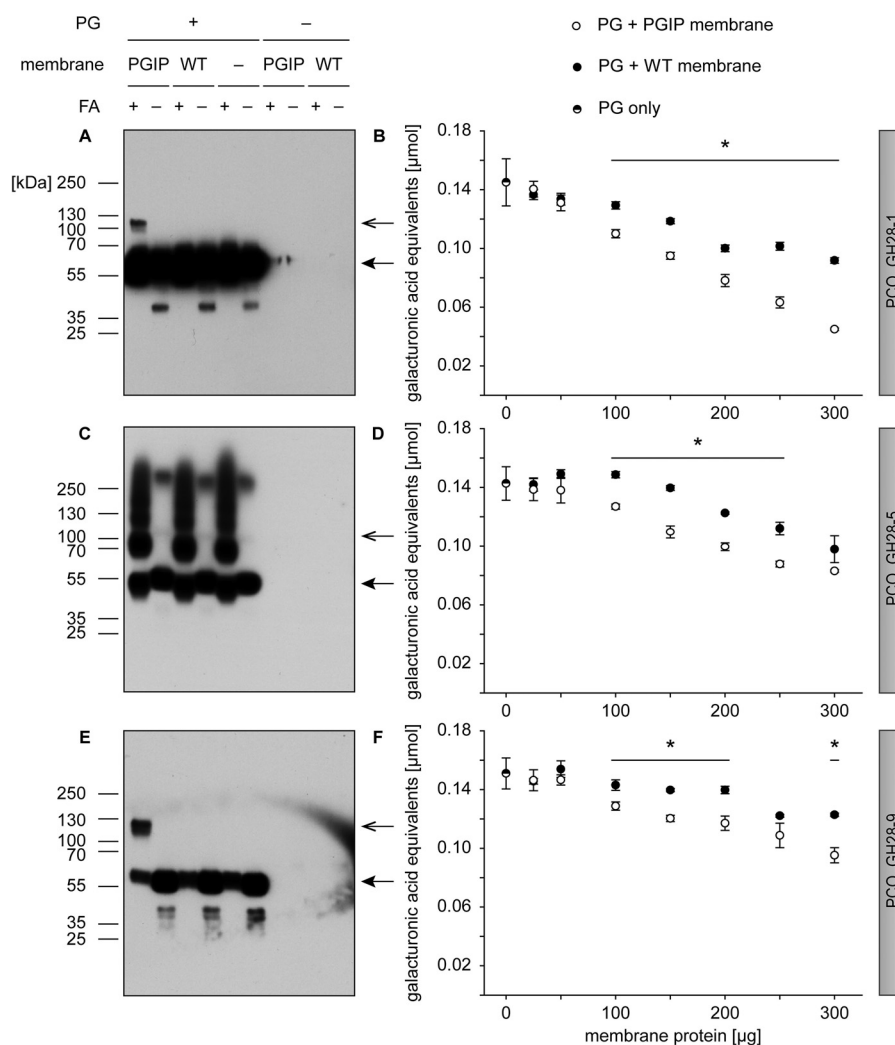 PG + –
membrane PGIP WT – PGIP WT
FA + – + – + – + – + –
PG + PGIP membrane
PG + WT membrane
PG only
A
[kDa]
250
130
100
70
55
35
25
B
galacturonic acid equivalents [µmol]
0.18
0.14
0.10
0.06
0.02
*
0 100 200 300
PCO_GH28-1
C
250
130
100
70
55
35
25
D
galacturonic acid equivalents [µmol]
0.18
0.14
0.10
0.06
0.02
*
0 100 200 300
PCO_GH28-5
E
250
130
100
70
55
35
25
F
galacturonic acid equivalents [µmol]
0.18
0.14
0.10
0.06
0.02
* *
0 100 200 300
membrane protein [µg]
PCO_GH28-9